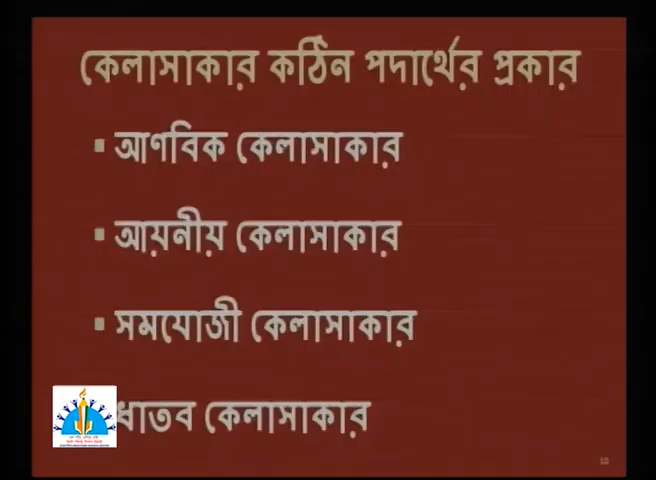 কেলাসাকার কঠিন পদার্থের প্রকার
আণবিক কেলাসাকার
আয়নীয় কেলাসাকার
সমযোজী কেলাসাকার
ধাতব কেলাসাকার